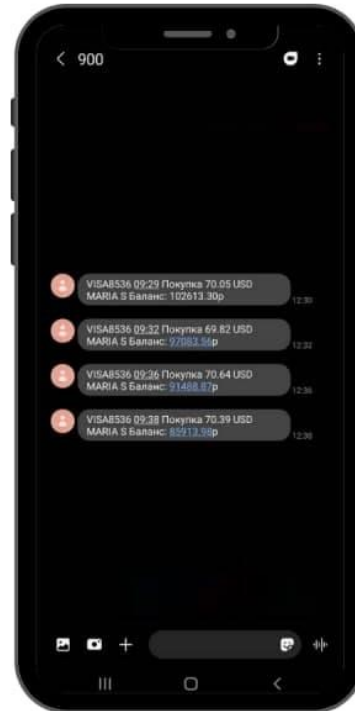 900
VISA8536 09:29 Покупка 70.05 USD
MARIA S Баланс: 102613.30р
12:30
VISA8536 09:32 Покупка 69.82 USD
MARIA S Баланс: 97083.56р
12:32
VISA8536 09:36 Покупка 70.64 USD
MARIA S Баланс: 91488.87р
12:36
VISA8536 09:38 Покупка 70.39 USD
MARIA S Баланс: 85913.98р
12:38